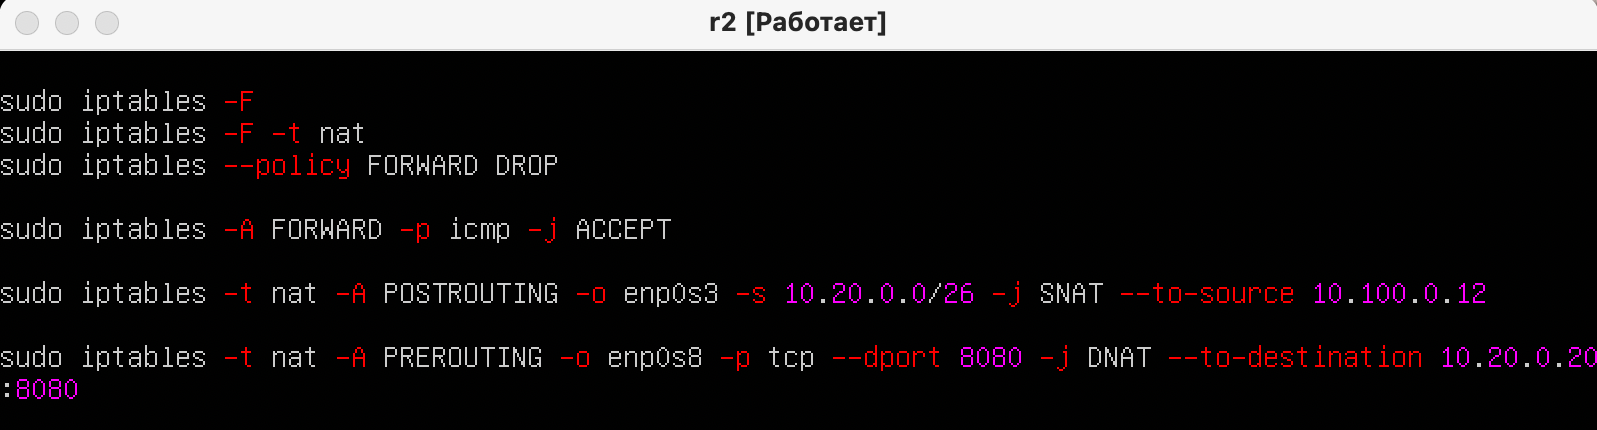 r2 [Работает]
sudo iptables -F
sudo iptables -F -t nat
sudo iptables --policy FORWARD DROP
sudo iptables -A FORWARD -p icmp -j ACCEPT
sudo iptables -t nat -A POSTROUTING -o enp0s3 -s 10.20.0.0/26 -j SNAT --to-source 10.100.0.12
sudo iptables -t nat -A PREROUTING -o enp0s8 -p tcp --dport 8080 -j DNAT --to-destination 10.20.0.20
:8080